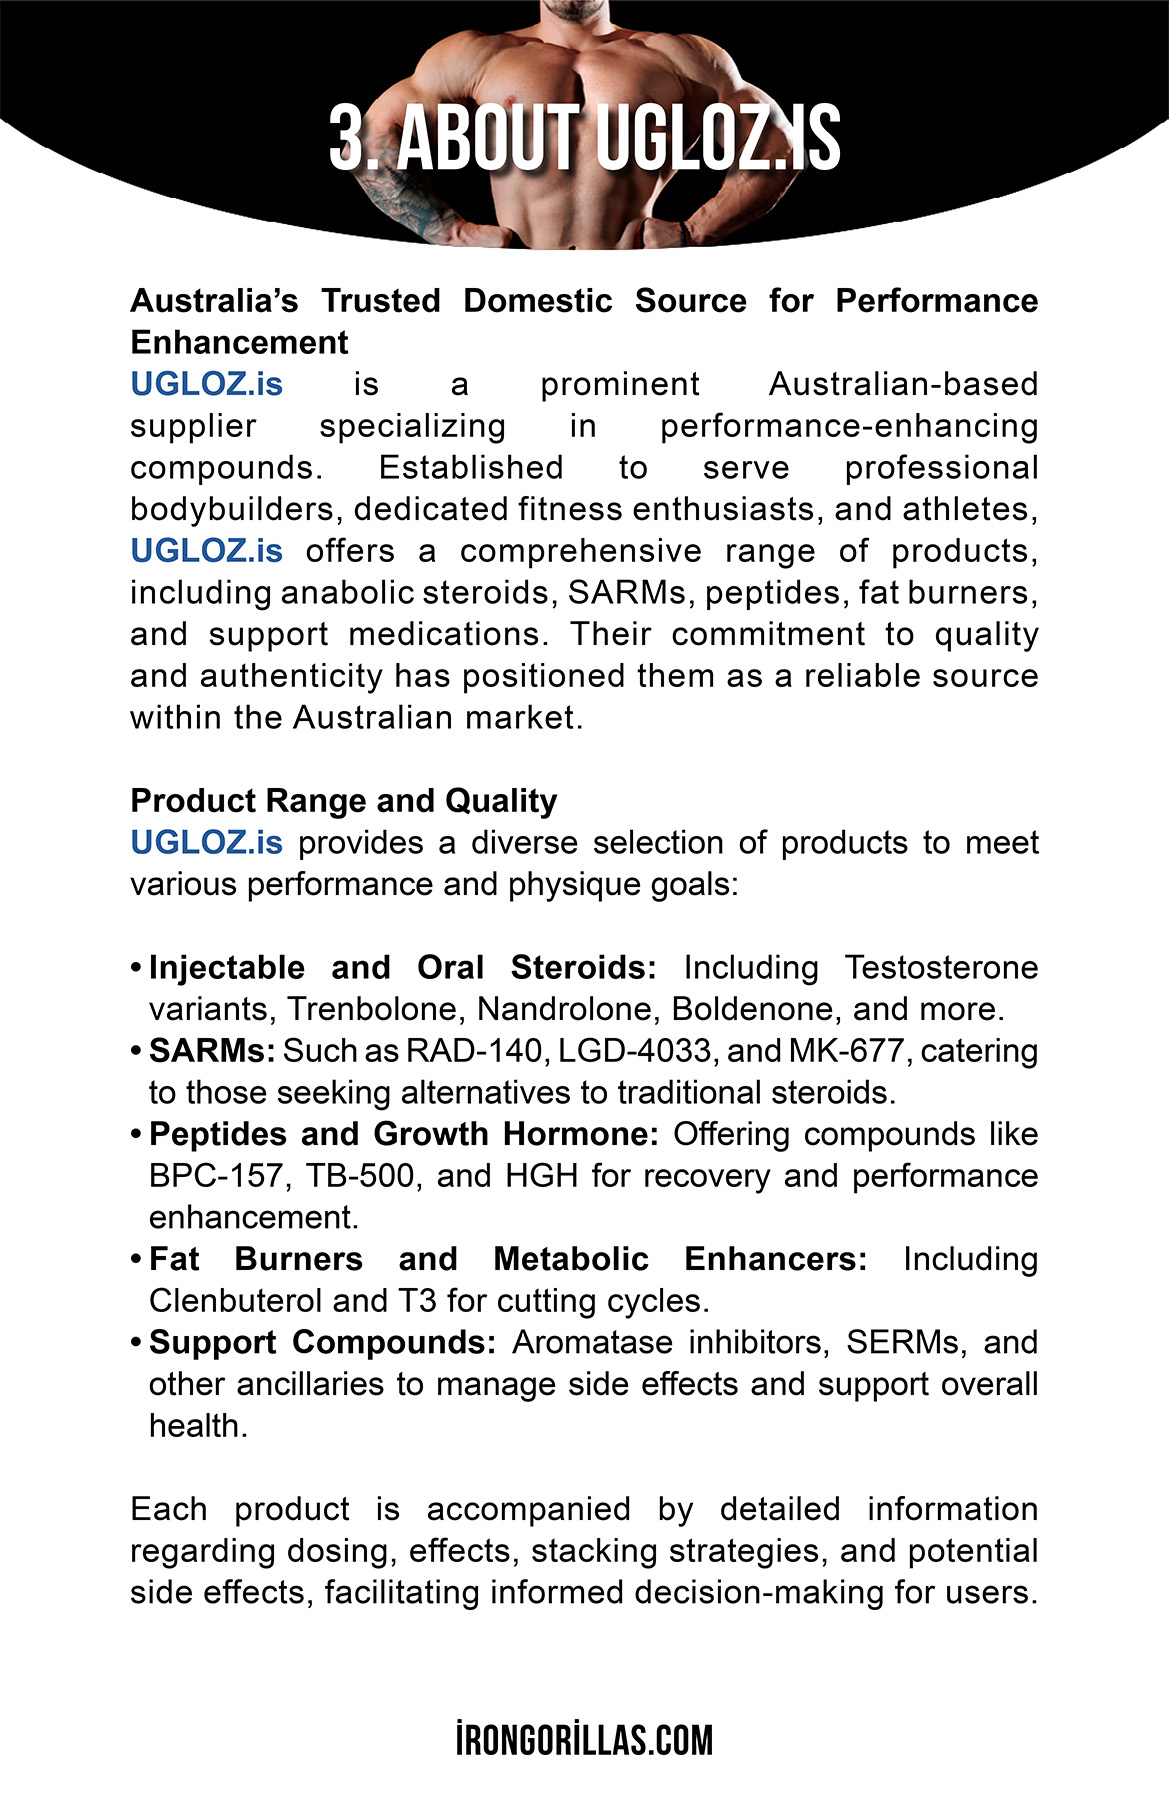 3. ABOUT UGLOZ.IS
Australia's Trusted Domestic Source for Performance
Enhancement
UGLOZ.is is a prominent Australian-based
supplier specializing in performance-enhancing
compounds. Established to serve professional
bodybuilders, dedicated fitness enthusiasts, and athletes,
UGLOZ.is offers a comprehensive range of products,
including anabolic steroids, SARMs, peptides, fat burners,
and support medications. Their commitment to quality
and authenticity has positioned them as a reliable source
within the Australian market.
Product Range and Quality
UGLOZ.is provides a diverse selection of products to meet
various performance and physique goals:
• Injectable and Oral Steroids: Including Testosterone
variants, Trenbolone, Nandrolone, Boldenone, and more.
• SARMs: Such as RAD-140, LGD-4033, and MK-677, catering
to those seeking alternatives to traditional steroids.
• Peptides and Growth Hormone: Offering compounds like
BPC-157, TB-500, and HGH for recovery and performance
enhancement.
• Fat Burners and Metabolic Enhancers: Including
Clenbuterol and T3 for cutting cycles.
• Support Compounds: Aromatase inhibitors, SERMs, and
other ancillaries to manage side effects and support overall
health.
Each product is accompanied by detailed information
regarding dosing, effects, stacking strategies, and potential
side effects, facilitating informed decision-making for users.
İRONGORİLLAS.COM